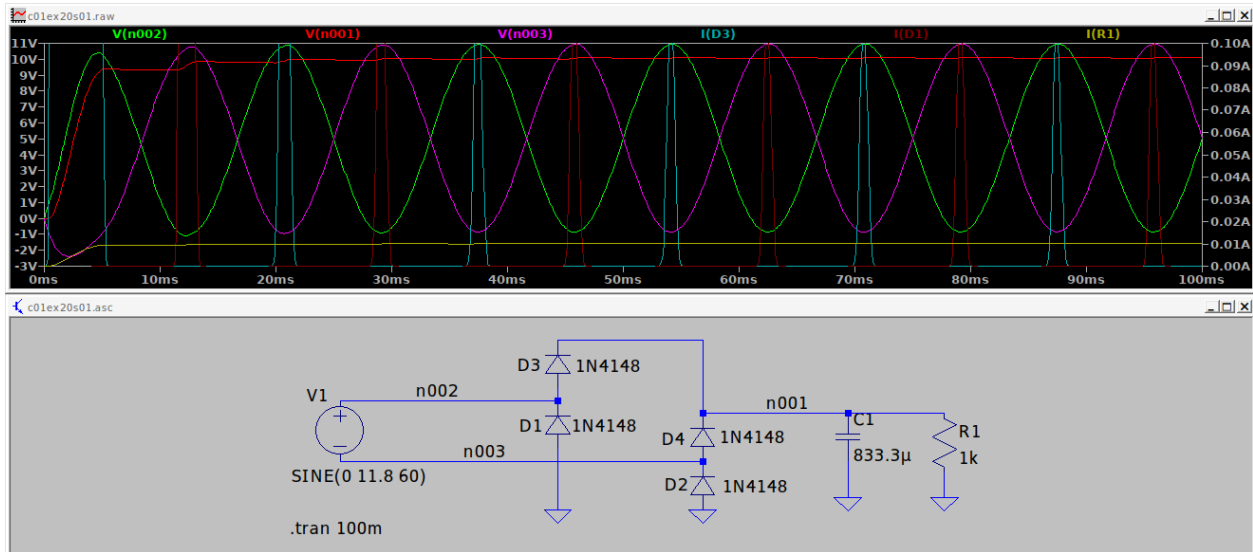 c01ex20s01.raw
V(n002) V(n001) V(n003) I(D3) I(D1) I(R1)
11V 0.10A
10V 0.09A
9V
8V 0.08A
7V 0.07A
6V
5V 0.06A
4V 0.05A
3V
2V 0.04A
1V 0.03A
0V
-1V 0.02A
-2V 0.01A
-3V 0.00A
0ms 10ms 20ms 30ms 40ms 50ms 60ms 70ms 80ms 90ms 100ms
c01ex20s01.asc
D3 1N4148
V1 n002
n001
D1 1N4148 C1
D4 1N4148 R1
n003 833.3µ 1k
SINE(0 11.8 60) D2 1N4148
.tran 100m